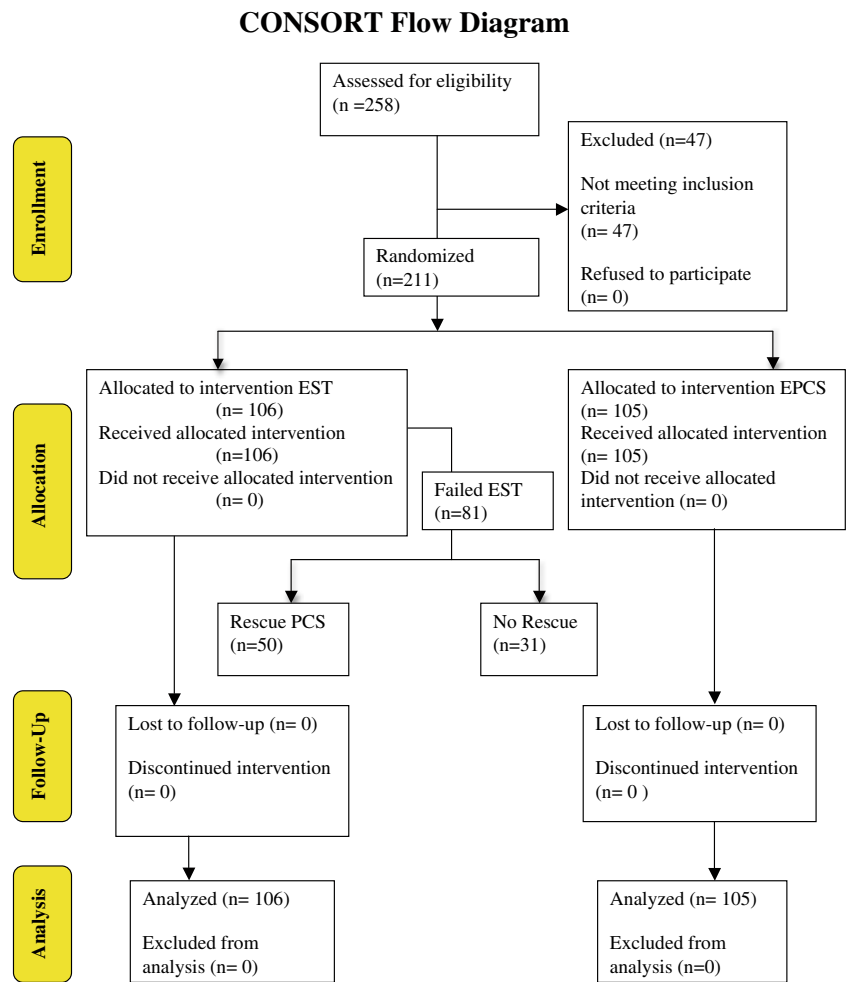 CONSORT Flow Diagram
Assessed for eligibility
(n =258)
Enrollment
Excluded (n=47)
Not meeting inclusion
criteria
(n= 47)
Refused to participate
(n= 0)
Randomized
(n=211)
Allocation
Allocated to intervention EST
(n= 106)
Received allocated intervention
(n=106)
Did not receive allocated intervention
(n= 0)
Failed EST
(n=81)
Allocated to intervention EPCS
(n= 105)
Received allocated intervention
(n= 105)
Did not receive allocated
intervention (n= 0)
Rescue PCS
(n=50)
No Rescue
(n=31)
Follow-Up
Lost to follow-up (n= 0)
Discontinued intervention
(n= 0)
Lost to follow-up (n= 0)
Discontinued intervention
(n= 0 )
Analysis
Analyzed (n= 106)
Excluded from
analysis (n= 0)
Analyzed (n= 105)
Excluded from
analysis (n=0)